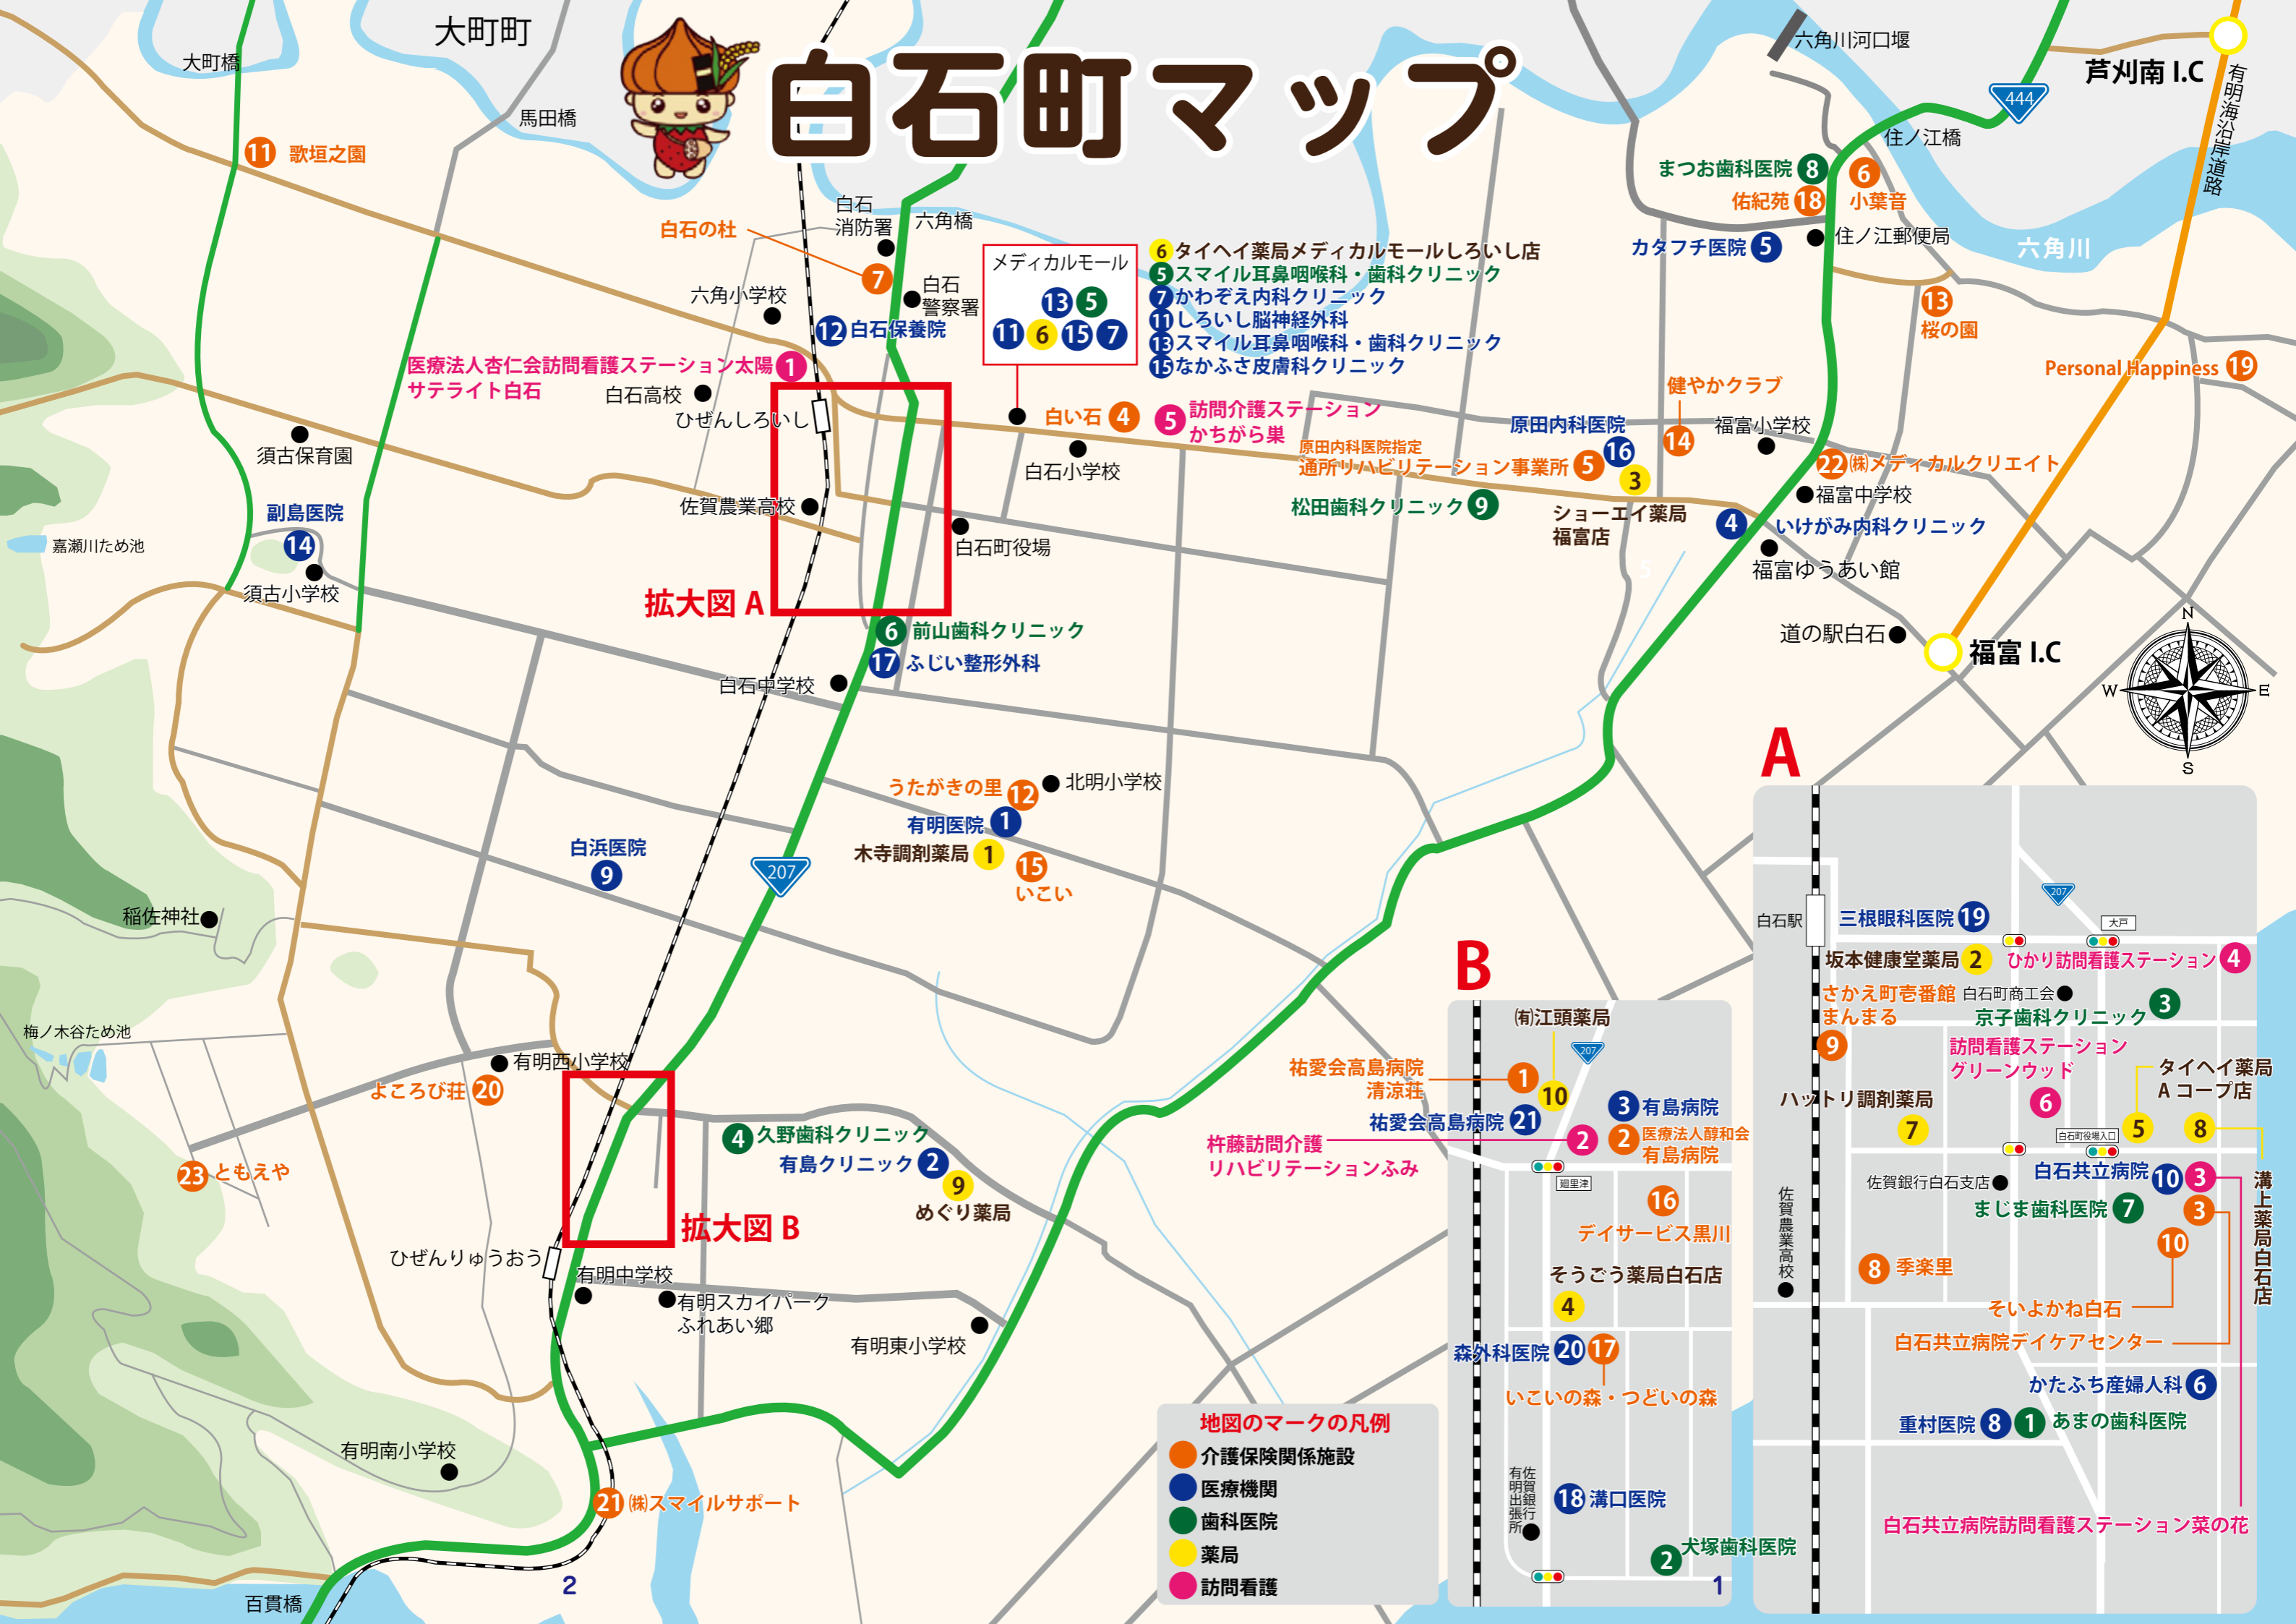 白石町マップ
大町町
大町橋
馬田橋
六角川河口堰
芦刈南 I.C
444
有明海沿岸道路
住ノ江橋
11 歌垣之園
まつお歯科医院 8
6
小葉音
佑紀苑 18
カタフチ医院 5
住ノ江郵便局
六角川
白石
消防署
六角橋
白石の杜
7
白石
警察署
六角小学校
12 白石保養院
メディカルモール
13 5
11 6 15 7
6 タイヘイ薬局メディカルモールしろいし店
5 スマイル耳鼻咽喉科・歯科クリニック
7 かわぞえ内科クリニック
11 しろいし脳神経外科
13 スマイル耳鼻咽喉科・歯科クリニック
15 なかふさ皮膚科クリニック
13
桜の園
Personal Happiness 19
医療法人杏仁会訪問看護ステーション太陽 1
サテライト白石
白石高校
ひぜんしろいし
白い石 4
5 訪問介護ステーション
かちがら巣
白石小学校
健やかクラブ
14
原田内科医院
16
原田内科医院指定
通所リハビリテーション事業所 5
3
福富小学校
22 ㈱メディカルクリエイト
福富中学校
松田歯科クリニック 9
ショーエイ薬局
福富店
4 いけがみ内科クリニック
福富ゆうあい館
5
須古保育園
副島医院
14
嘉瀬川ため池
須古小学校
佐賀農業高校
白石町役場
拡大図 A
6 前山歯科クリニック
17 ふじい整形外科
白石中学校
道の駅白石
福富 I.C
N
W
E
S
うたがきの里 12
北明小学校
有明医院 1
木寺調剤薬局 1
15
いこい
白浜医院
9
207
稲佐神社
梅ノ木谷ため池
有明西小学校
よころび荘 20
23 ともえや
4 久野歯科クリニック
有島クリニック 2
9
めぐり薬局
拡大図 B
ひぜんりゅうおう
有明中学校
有明スカイパーク
ふれあい郷
有明東小学校
有明南小学校
21 ㈱スマイルサポート
2
百貫橋
地図のマークの凡例
介護保険関係施設
医療機関
歯科医院
薬局
訪問看護
B
㈲江頭薬局
207
祐愛会高島病院
清涼荘
1
10
祐愛会高島病院 21
3 有島病院
杵藤訪問介護
リハビリテーションふみ
2
2 医療法人醇和会
有島病院
廻里津
16
デイサービス黒川
そうごう薬局白石店
4
森外科医院 20 17
いこいの森・つどいの森
佐賀銀行
有明出張所
18 溝口医院
2 犬塚歯科医院
1
A
207
白石駅
三根眼科医院 19
大戸
坂本健康堂薬局 2
ひかり訪問看護ステーション 4
さかえ町壱番館
まんまる
9
白石町商工会
3
京子歯科クリニック
訪問看護ステーション
グリーンウッド
6
タイヘイ薬局
A コープ店
ハットリ調剤薬局
7
白石町役場入口
5
8
溝上薬局白石店
佐賀銀行白石支店
白石共立病院 10 3
まじま歯科医院 7
3
10
佐賀農業高校
8 季楽里
そいよかね白石
白石共立病院デイケアセンター
かたふち産婦人科 6
重村医院 8
1 あまの歯科医院
白石共立病院訪問看護ステーション菜の花